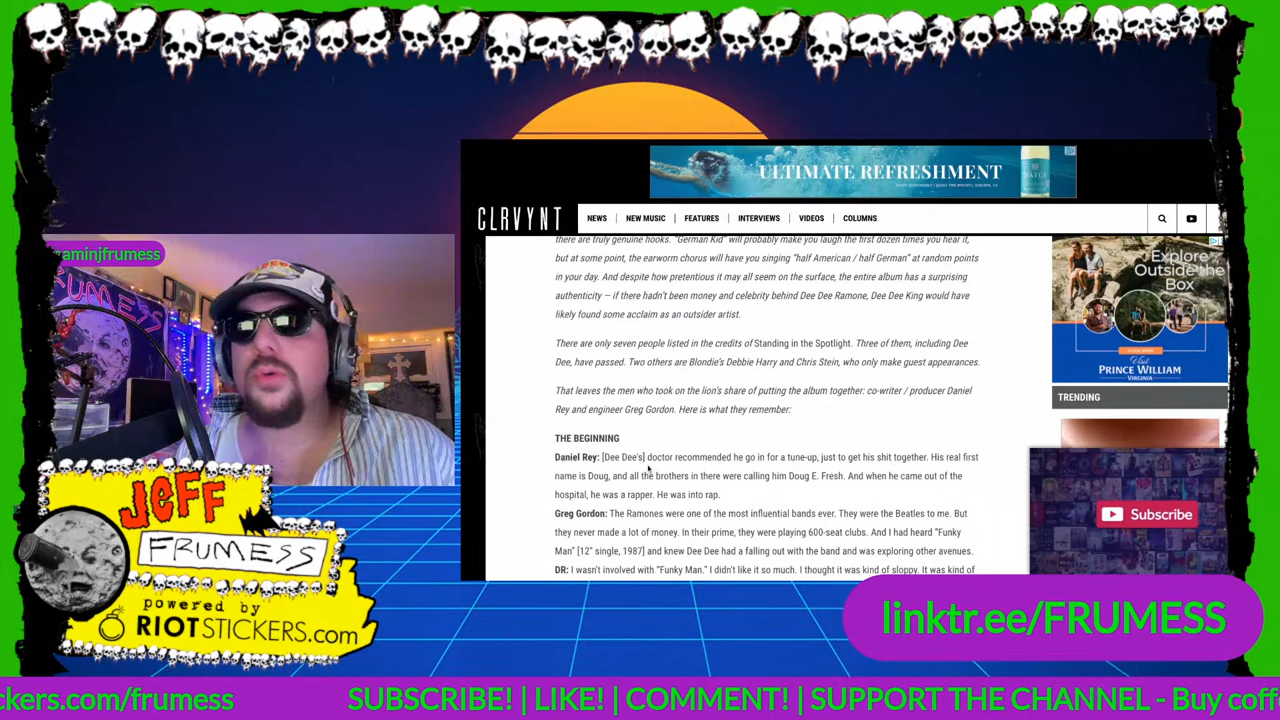 ULTIMATE REFRESHMENT
CLRVYNT
NEWS
NEW MUSIC
FEATURES
INTERVIEWS
VIDEOS
COLUMNS
raminjfrumess
FRUMESS
there are truly genuine hooks. "German Kid" will probably make you laugh the first dozen times you hear it,
but at some point, the earworm chorus will have you singing "half American / half German" at random points
in your day. And despite how pretentious it may all seem on the surface, the entire album has a surprising
authenticity — if there hadn't been money and celebrity behind Dee Dee Ramone, Dee Dee King would have
likely found some acclaim as an outsider artist.
There are only seven people listed in the credits of Standing in the Spotlight. Three of them, including Dee
Dee, have passed. Two others are Blondie's Debbie Harry and Chris Stein, who only make guest appearances.
That leaves the men who took on the lion's share of putting the album together: co-writer / producer Daniel
Rey and engineer Greg Gordon. Here is what they remember:
THE BEGINNING
Daniel Rey: [Dee Dee's] doctor recommended he go in for a tune-up, just to get his shit together. His real first
name is Doug, and all the brothers in there were calling him Doug E. Fresh. And when he came out of the
hospital, he was a rapper. He was into rap.
Greg Gordon: The Ramones were one of the most influential bands ever. They were the Beatles to me. But
they never made a lot of money. In their prime, they were playing 600-seat clubs. And I had heard "Funky
Man" [12" single, 1987] and knew Dee Dee had a falling out with the band and was exploring other avenues.
DR: I wasn't involved with "Funky Man." I didn't like it so much. I thought it was kind of sloppy. It was kind of
Explore
Outside the
Box
Visit
PRINCE WILLIAM
VIRGINIA
TRENDING
Subscribe
JEFF
FRUMESS
powered by
RIOTSTICKERS.com
linktr.ee/FRUMESS
ckers.com/frumess
SUBSCRIBE! | LIKE! | COMMENT! | SUPPORT THE CHANNEL - Buy coff